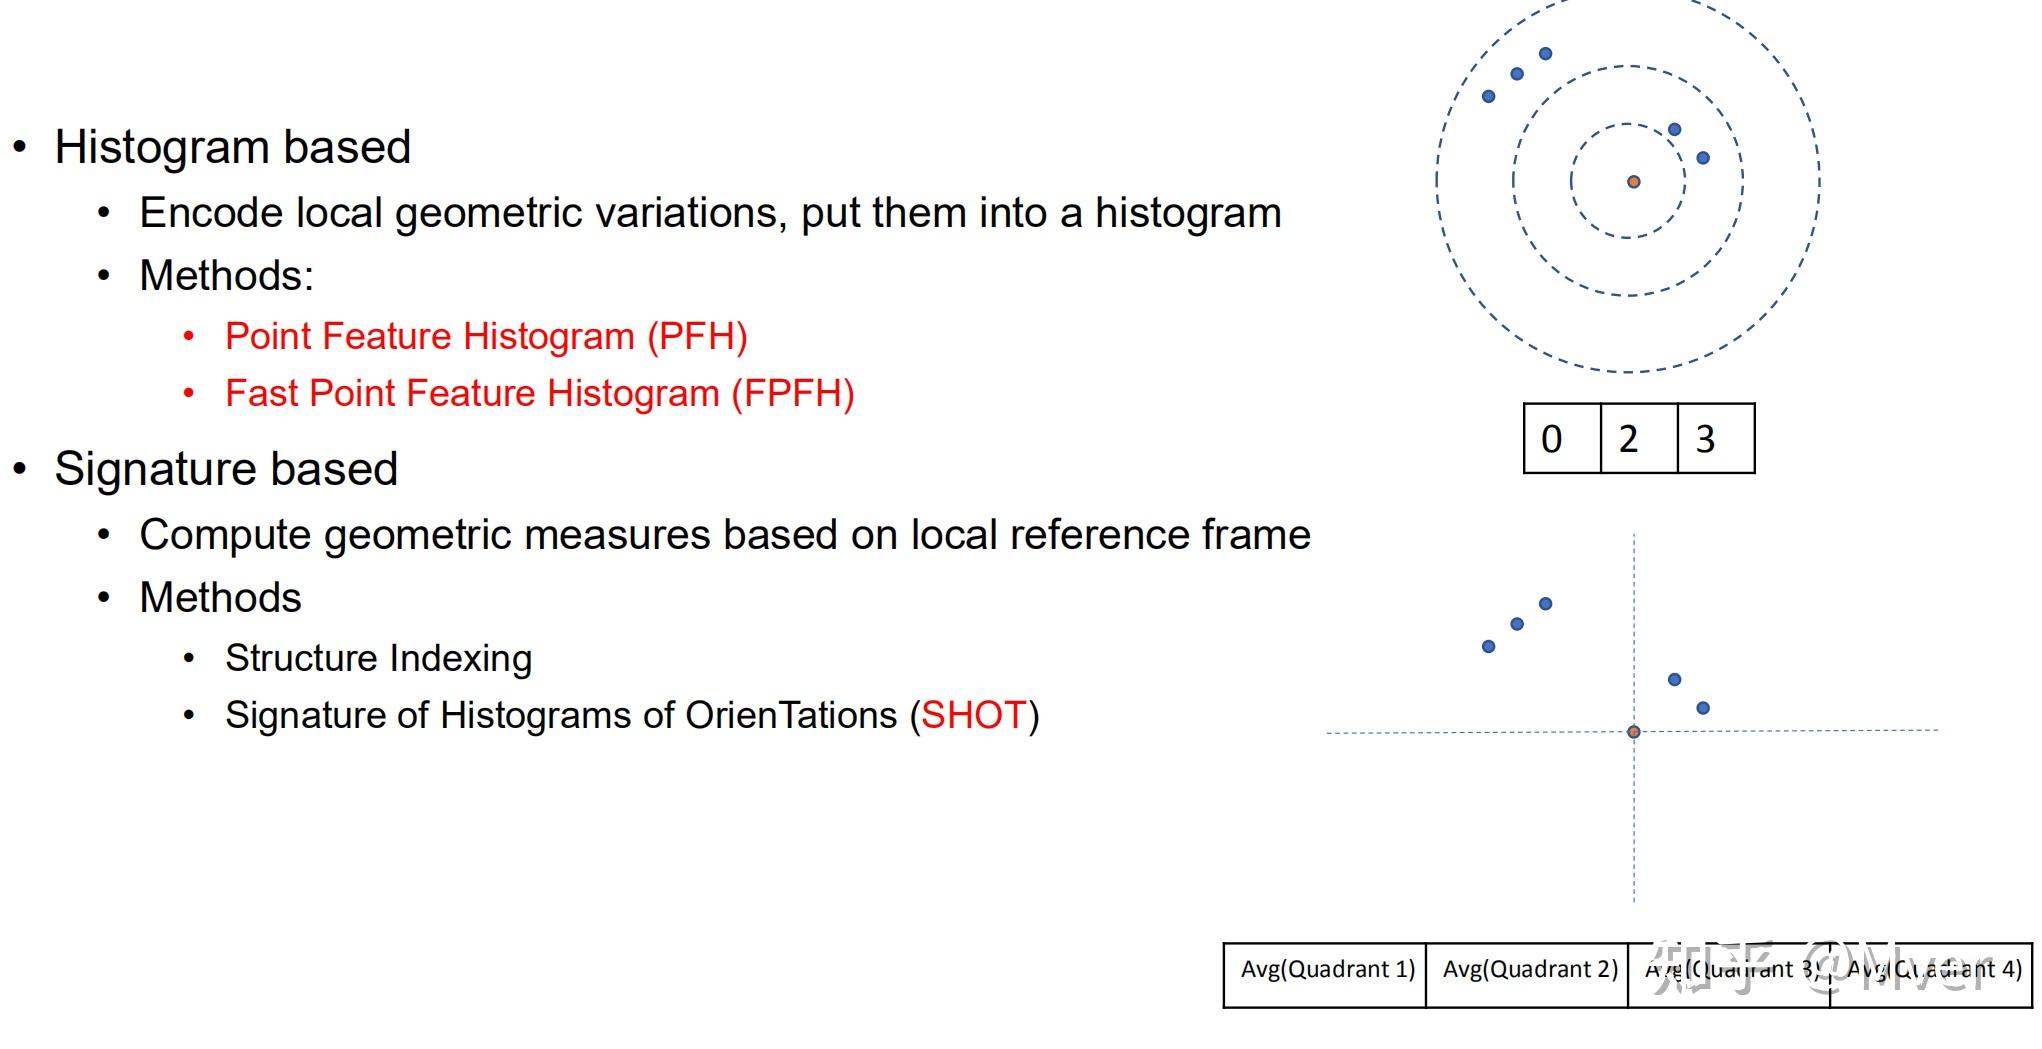 • Histogram based
• Encode local geometric variations, put them into a histogram
• Methods:
• Point Feature Histogram (PFH)
• Fast Point Feature Histogram (FPFH)
• Signature based
• Compute geometric measures based on local reference frame
• Methods
• Structure Indexing
• Signature of Histograms of OrienTations (SHOT)
0 2 3
Avg(Quadrant 1) Avg(Quadrant 2) Avg(Quadrant 3) Avg(Quadrant 4)
知乎 @Mver